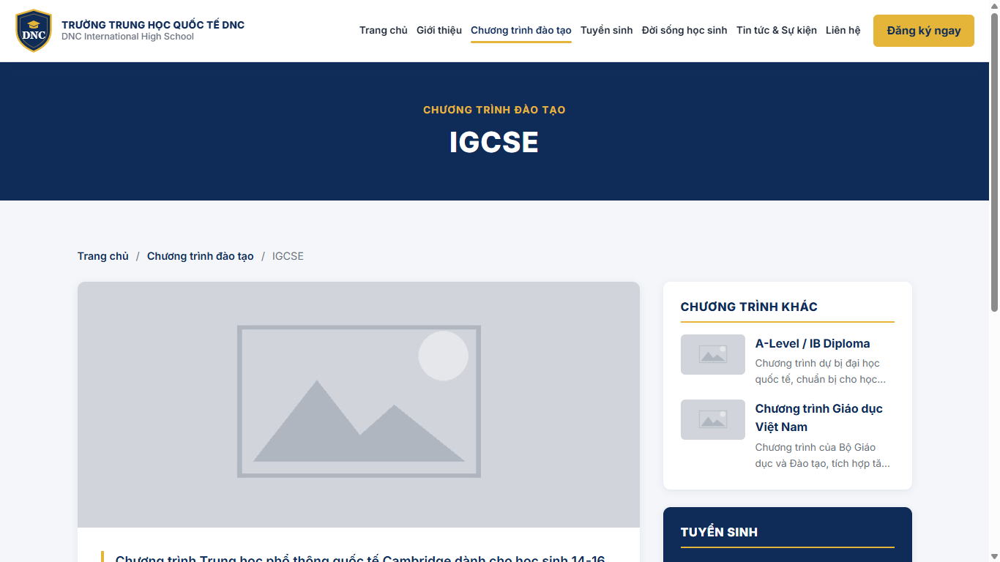 DNC
TRƯỜNG TRUNG HỌC QUỐC TẾ DNC
DNC International High School
Trang chủ
Giới thiệu
Chương trình đào tạo
Tuyển sinh
Đời sống học sinh
Tin tức & Sự kiện
Liên hệ
Đăng ký ngay
CHƯƠNG TRÌNH ĐÀO TẠO
IGCSE
Trang chủ / Chương trình đào tạo / IGCSE
CHƯƠNG TRÌNH KHÁC
A-Level / IB Diploma
Chương trình dự bị đại học
quốc tế, chuẩn bị cho học...
Chương trình Giáo dục
Việt Nam
Chương trình của Bộ Giáo
dục và Đào tạo, tích hợp tă...
TUYỂN SINH
Chương trình Trung học phổ thông quốc tế Cambridge dành cho học sinh 14-16